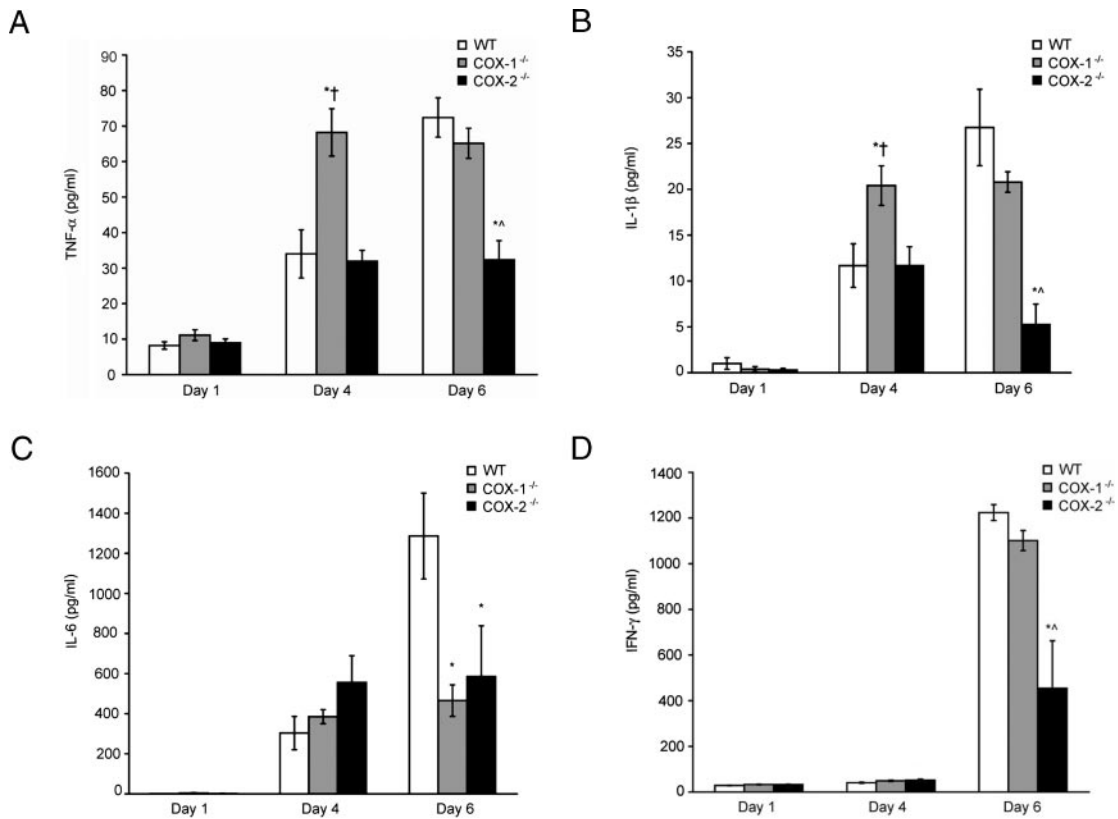 A
WT
COX-1 -/-
COX-2 -/-
TNF-α (pg/ml)
90
80
70
60
50
40
30
20
10
0
*†
*^
Day 1 Day 4 Day 6
B
WT
COX-1 -/-
COX-2 -/-
IL-1β (pg/ml)
35
30
25
20
15
10
5
0
*†
*^
Day 1 Day 4 Day 6
C
WT
COX-1 -/-
COX-2 -/-
IL-6 (pg/ml)
1600
1400
1200
1000
800
600
400
200
0
*
*
Day 1 Day 4 Day 6
D
WT
COX-1 -/-
COX-2 -/-
IFN-γ (pg/ml)
1400
1200
1000
800
600
400
200
0
*^
Day 1 Day 4 Day 6